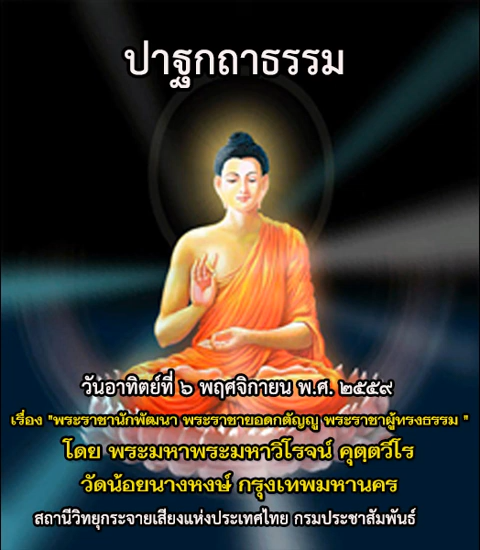 ปาฐกถาธรรม
วันอาทิตย์ที่ ๖ พฤศจิกายน พ.ศ. ๒๕๕๙
เรื่อง "พระราชานักพัฒนา พระราชายอดกตัญญู พระราชาผู้ทรงธรรม "
โดย พระมหาพระมหาวิโรจน์ คุตฺตวีโร
วัดน้อยนางหงษ์ กรุงเทพมหานคร
สถานีวิทยุกระจายเสียงแห่งประเทศไทย กรมประชาสัมพันธ์